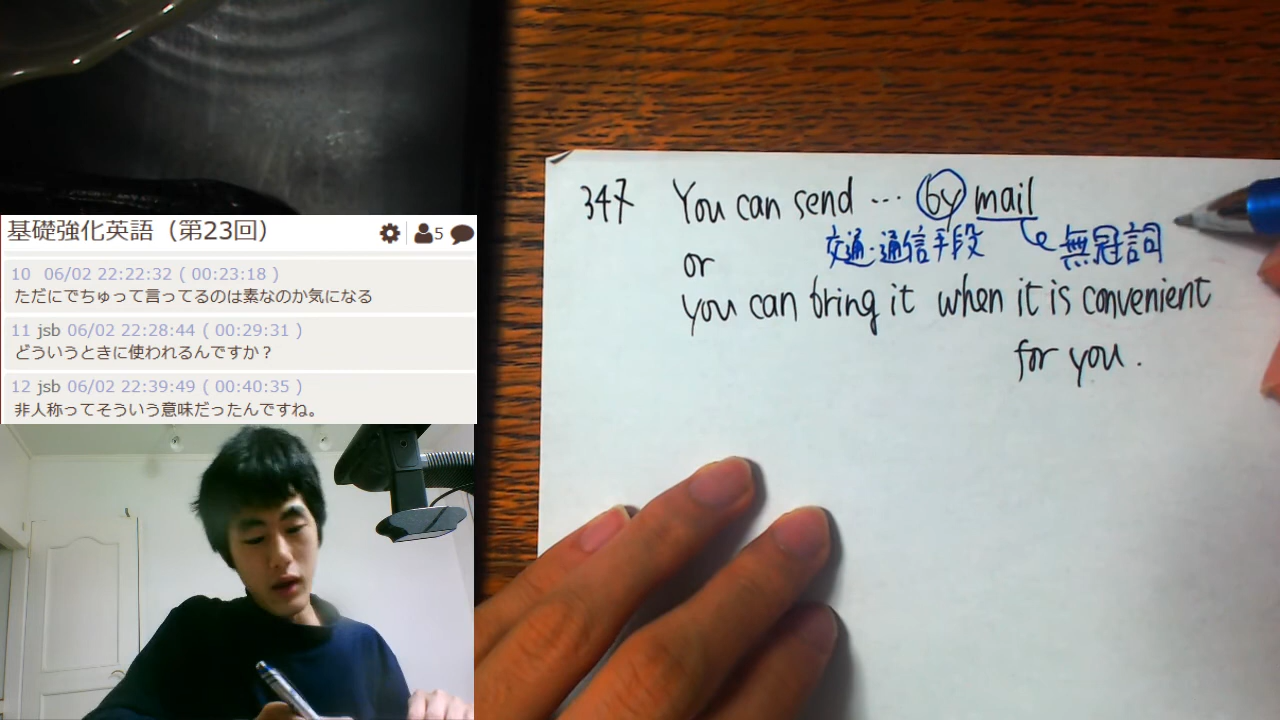 基礎強化英語（第23回）
5
10 06/02 22:22:32 ( 00:23:18 )
ただにでちゅって言ってるのは素なのか気になる
11 jsb 06/02 22:28:44 ( 00:29:31 )
どういうときに使われるんですか？
12 jsb 06/02 22:39:49 ( 00:40:35 )
非人称ってそういう意味だったんですね。
347 You can send … by mail
交通・通信手段 無冠詞
or
you can bring it when it is convenient
for you.